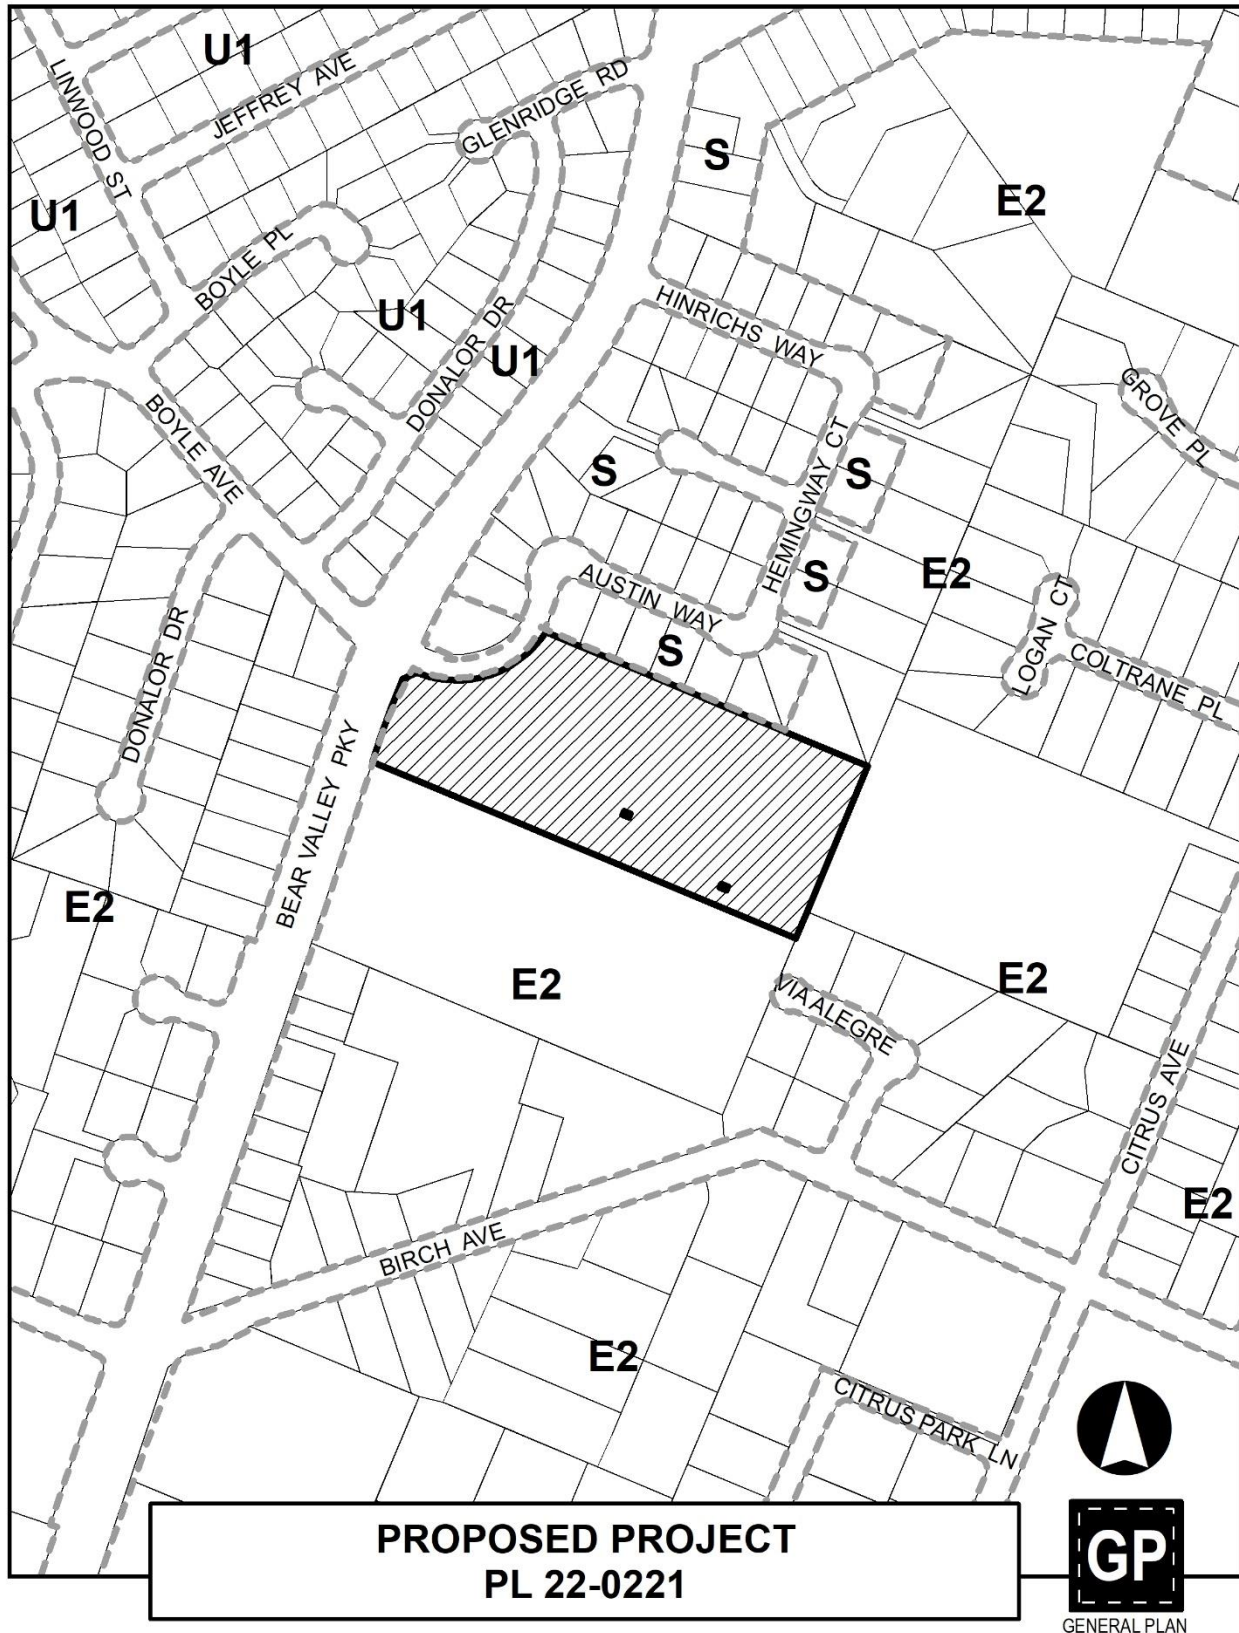 U1
JEFFREY AVE
LINWOOD ST
GLENRIDGE RD
S
E2
U1
BOYLE PL
U1
DONALOR DR
U1
HINRICHS WAY
GROVE PL
BOYLE AVE
S
HEMINGWAY CT
S
S
E2
AUSTIN WAY
S
LOGAN CT
COLTRANE PL
DONALOR DR
BEAR VALLEY PKY
E2
E2
E2
VIA ALEGRE
CITRUS AVE
E2
BIRCH AVE
E2
CITRUS PARK LN
PROPOSED PROJECT
PL 22-0221
GP
GENERAL PLAN